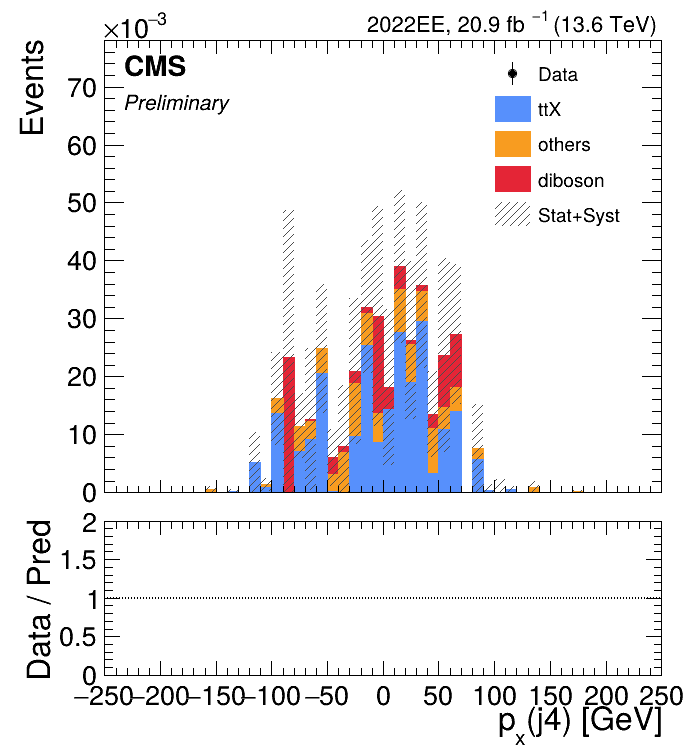 ×10⁻³
2022EE, 20.9 fb ⁻¹ (13.6 TeV)
Events
CMS
Preliminary
Data
ttX
others
diboson
Stat+Syst
70
60
50
40
30
20
10
0
Data / Pred
2
1.5
1
0.5
0
−250 −200 −150 −100 −50 0 50 100 150 200 250
pₓ(j4) [GeV]